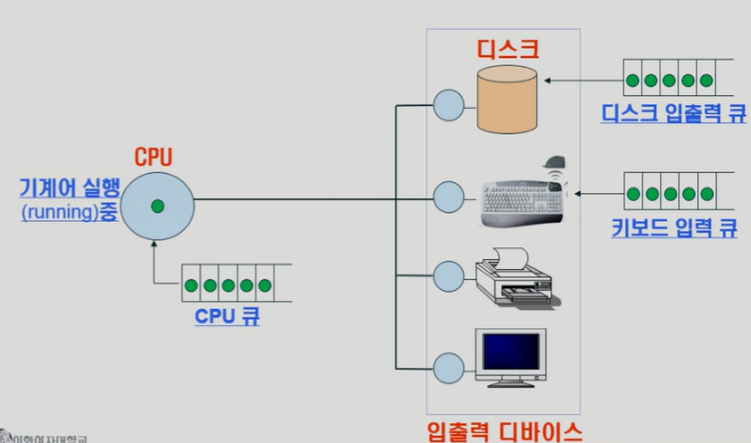 디스크
디스크 입출력 큐
CPU
기계어 실행
(running)중
키보드 입력 큐
CPU 큐
입출력 디바이스
이화여자대학교